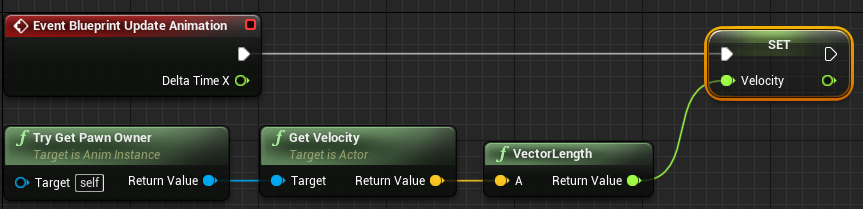 Event Blueprint Update Animation
Delta Time X
SET
Velocity
f Try Get Pawn Owner
Target is Anim Instance
Target self Return Value
f Get Velocity
Target is Actor
Target Return Value
f VectorLength
A Return Value